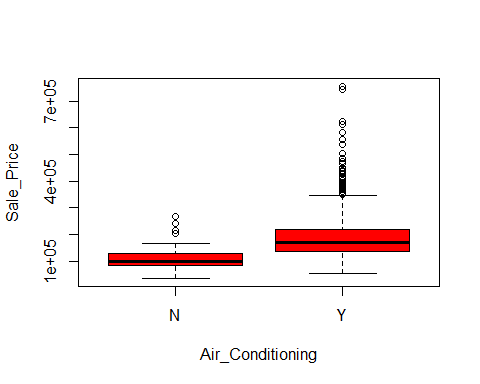 Sale_Price
7e+05
4e+05
1e+05
N
Y
Air_Conditioning